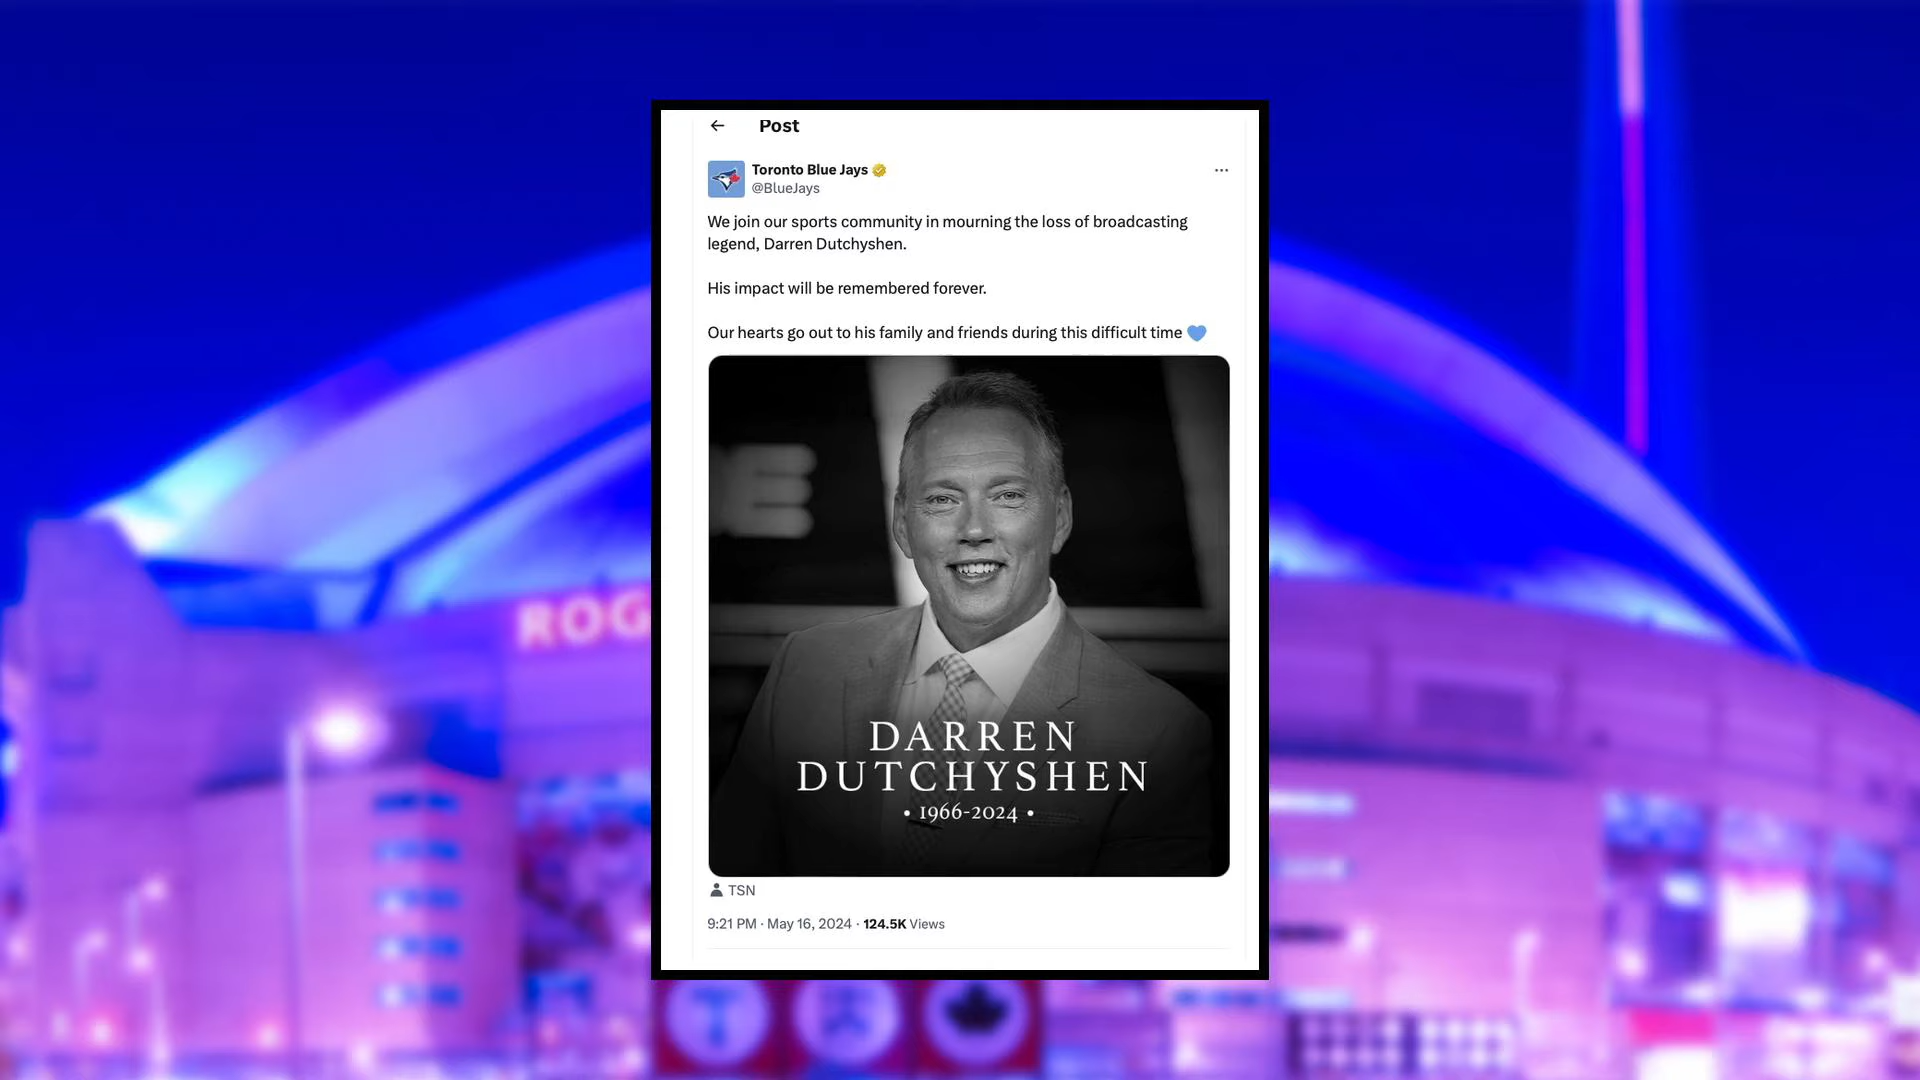 Post
Toronto Blue Jays
@BlueJays
We join our sports community in mourning the loss of broadcasting
legend, Darren Dutchyshen.
His impact will be remembered forever.
Our hearts go out to his family and friends during this difficult time 💙
E
DARREN
DUTCHYSHEN
• 1966-2024 •
TSN
9:21 PM · May 16, 2024 · 124.5K Views
ROG